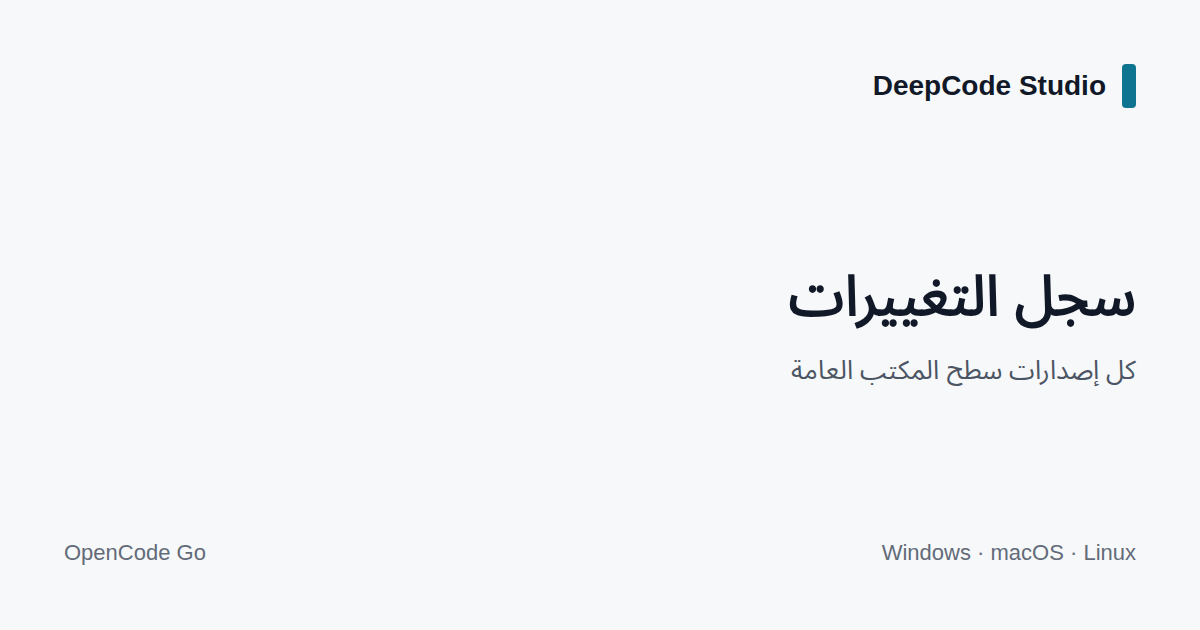 DeepCode Studio
سجل التغييرات
كل إصدارات سطح المكتب العامة
Windows · macOS · Linux
OpenCode Go